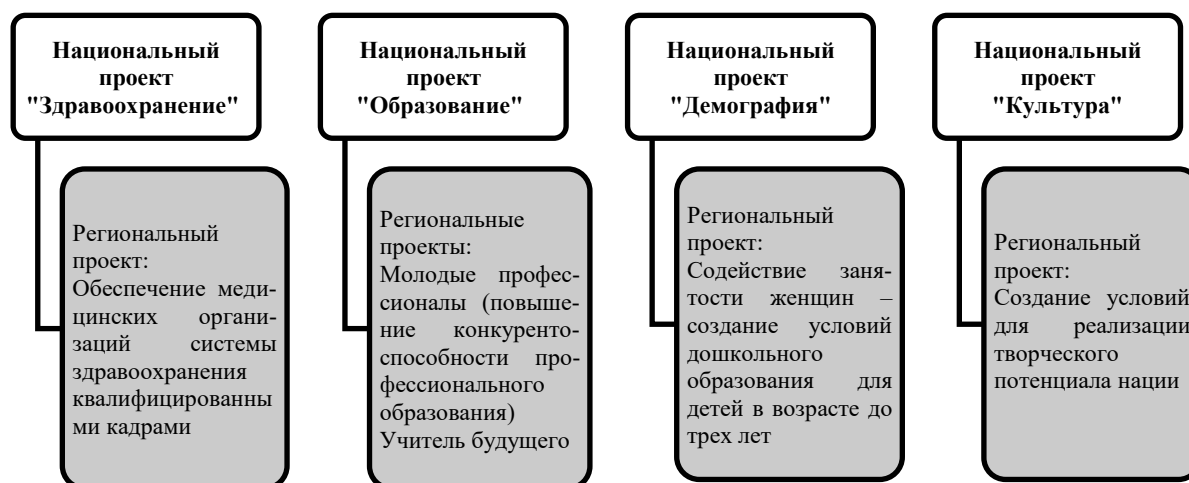 Национальный
проект
"Здравоохранение"
Региональный
проект:
Обеспечение меди-
цинских органи-
заций системы
здравоохранения
квалифицированны
ми кадрами
Национальный
проект
"Образование"
Региональные
проекты:
Молодые профес-
сионалы (повыше-
ние конкуренто-
способности про-
фессионального
образования)
Учитель будущего
Национальный
проект
"Демография"
Региональный
проект:
Содействие заня-
тости женщин –
создание условий
дошкольного
образования для
детей в возрасте до
трех лет
Национальный
проект
"Культура"
Региональный
проект:
Создание условий
для реализации
творческого
потенциала нации